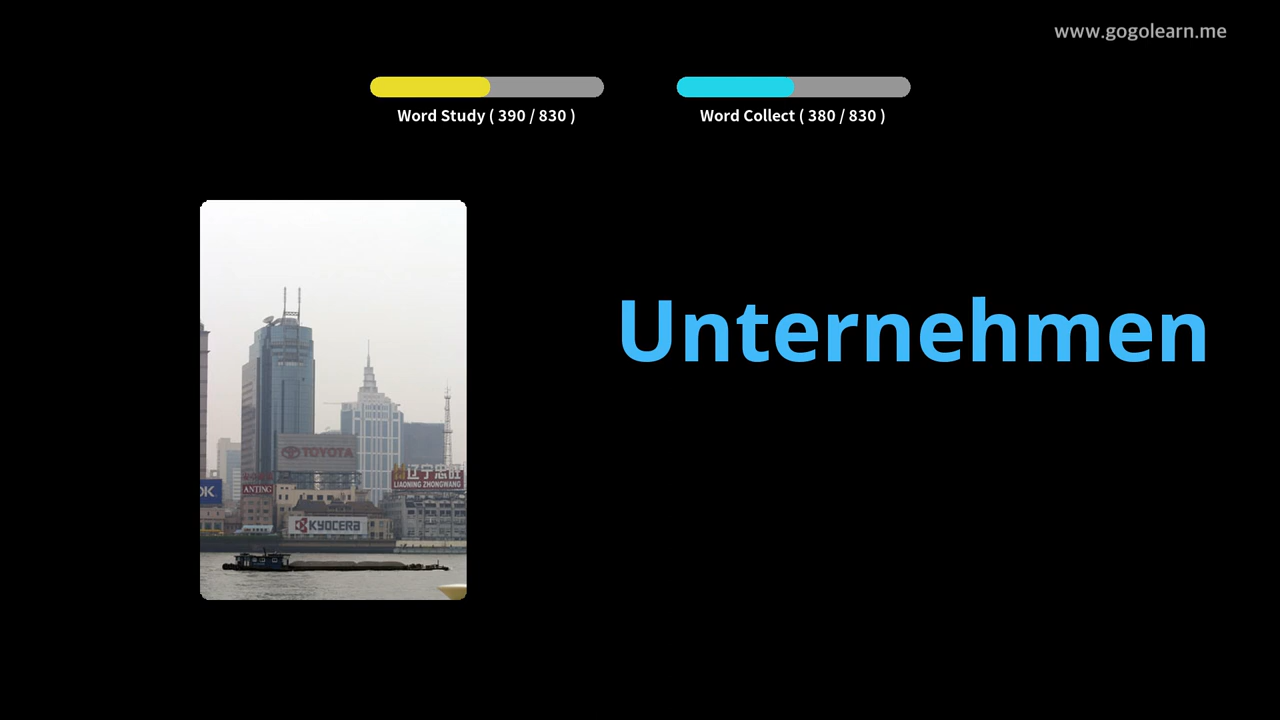 www.gogolearn.me
Word Study ( 390 / 830 )
Word Collect ( 380 / 830 )
Unternehmen
TOYOTA
辽宁忠旺
LIAONING ZHONGWANG
OK
ANTING
KYOCERA